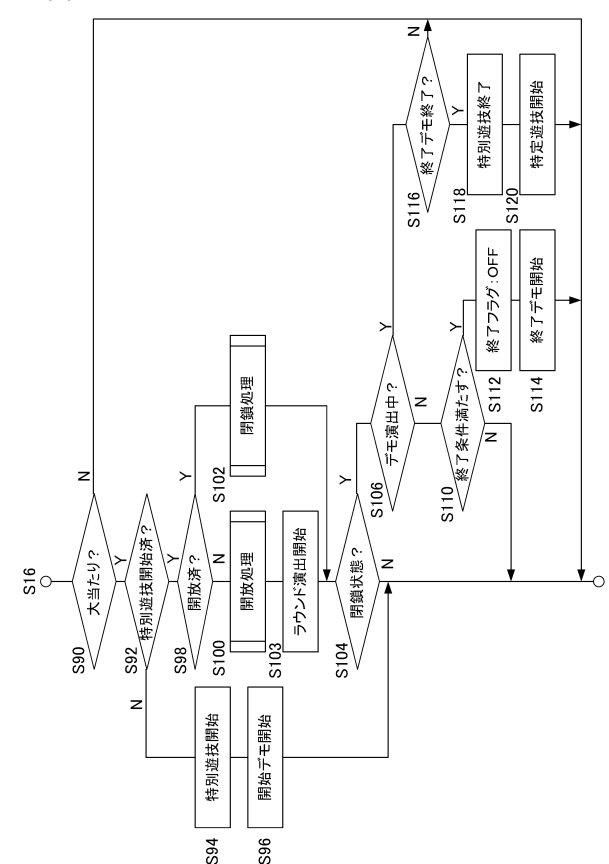 S16
S90
大当たり？
N
Y
S92
特別遊技開始済？
N
Y
S94
特別遊技開始
S96
開始デモ開始
S98
開放済？
Y
N
S100
開放処理
S102
閉鎖処理
S103
ラウンド演出開始
S104
閉鎖状態？
Y
N
S106
デモ演出中？
Y
N
S110
終了条件満たす？
Y
N
S112
終了フラグ：OFF
S114
終了デモ開始
S116
終了デモ終了？
N
Y
S118
特別遊技終了
S120
特定遊技開始